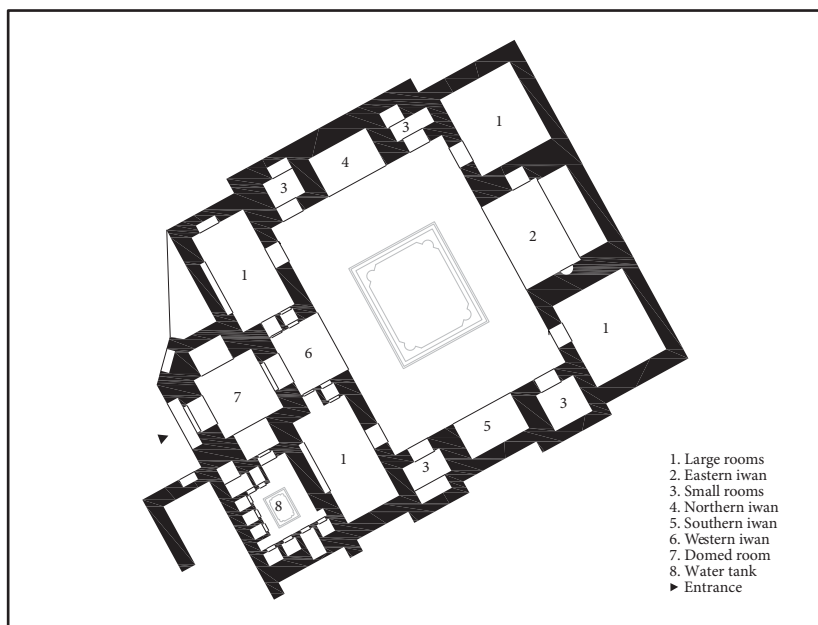 1
3
4
3
1
2
1
6
7
3
5
3
1
8
1. Large rooms
2. Eastern iwan
3. Small rooms
4. Northern iwan
5. Southern iwan
6. Western iwan
7. Domed room
8. Water tank
▶ Entrance